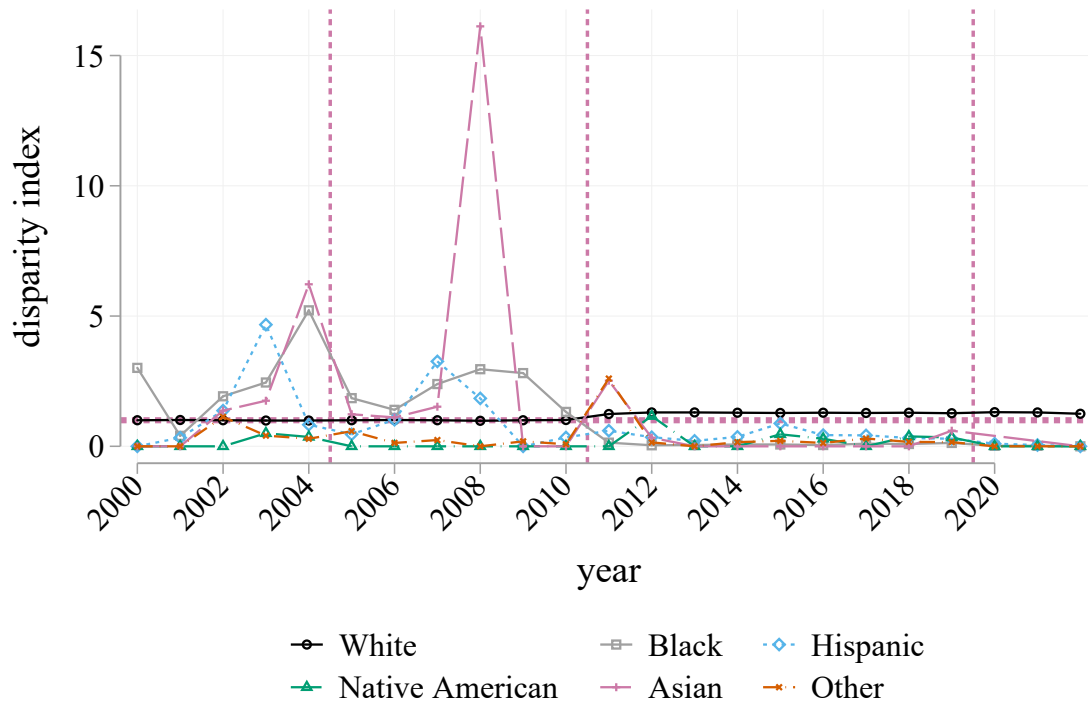 disparity index
15
10
5
0
2000 2002 2004 2006 2008 2010 2012 2014 2016 2018 2020
year
White Black Hispanic
Native American Asian Other